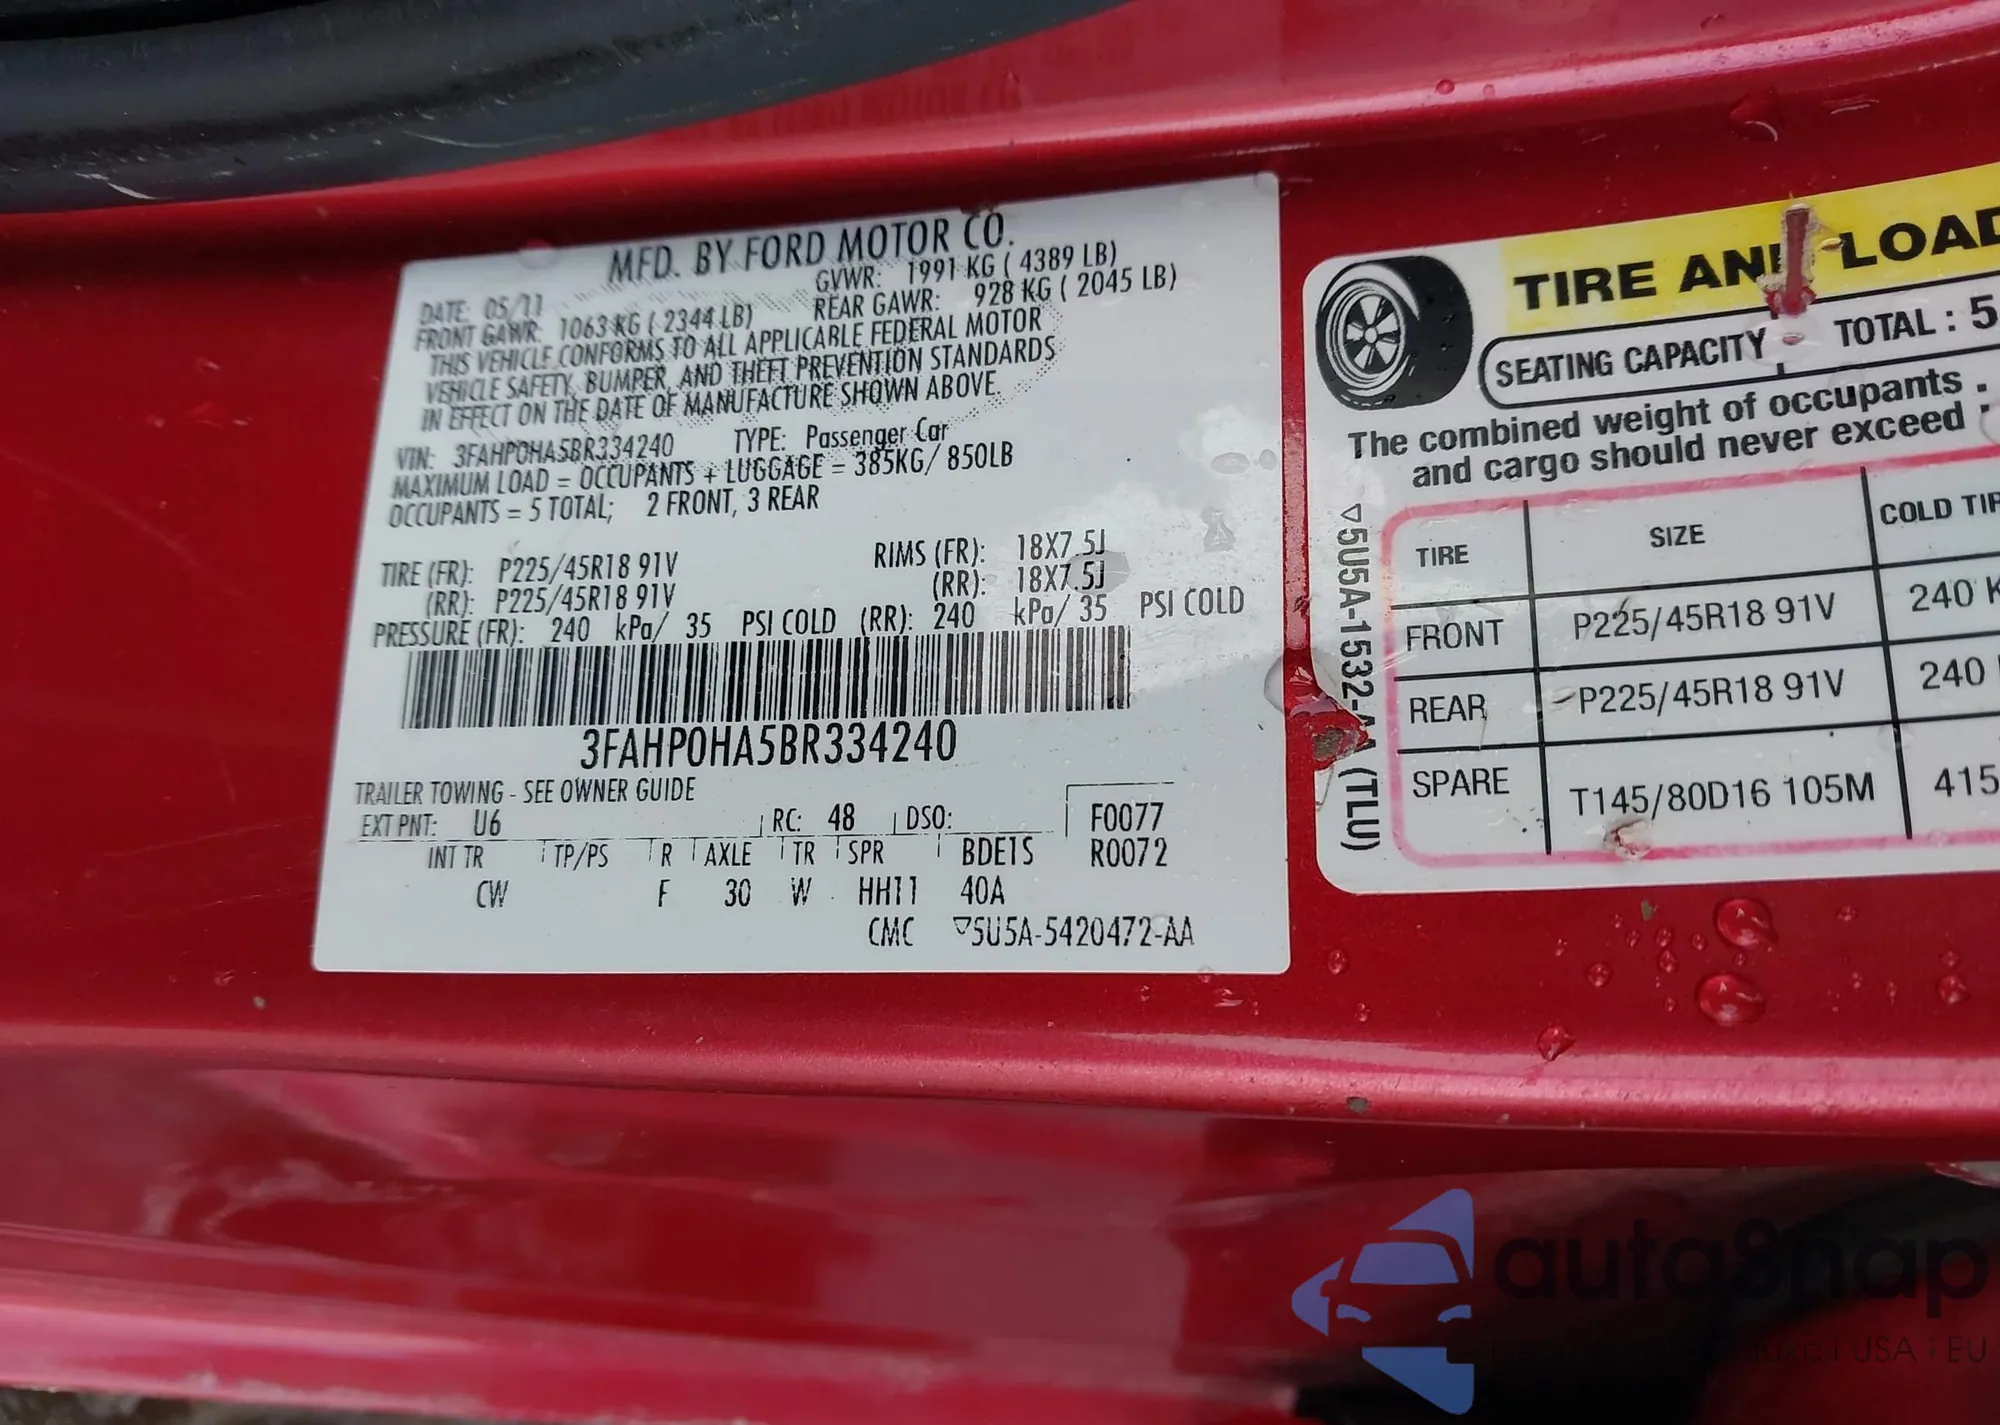 MFD. BY FORD MOTOR CO.
DATE: 05/11 GVWR: 1991 KG ( 4389 LB)
FRONT GAWR: 1063 KG ( 2344 LB) REAR GAWR: 928 KG ( 2045 LB)
THIS VEHICLE CONFORMS TO ALL APPLICABLE FEDERAL MOTOR
VEHICLE SAFETY, BUMPER, AND THEFT PREVENTION STANDARDS
IN EFFECT ON THE DATE OF MANUFACTURE SHOWN ABOVE.
VIN: 3FAHP0HA5BR334240 TYPE: Passenger Car
MAXIMUM LOAD = OCCUPANTS + LUGGAGE = 385KG/ 850LB
OCCUPANTS = 5 TOTAL; 2 FRONT, 3 REAR
TIRE (FR): P225/45R18 91V RIMS (FR): 18X7.5J
(RR): P225/45R18 91V (RR): 18X7.5J
PRESSURE (FR): 240 kPa/ 35 PSI COLD (RR): 240 kPa/ 35 PSI COLD
3FAHP0HA5BR334240
TRAILER TOWING - SEE OWNER GUIDE
EXT PNT: U6 RC: 48 DSO: F0077
INT TR TP/PS R AXLE TR SPR BDE1S R0072
CW F 30 W HH11 40A
CMC ▽5U5A-5420472-AA
TIRE AND LOAD
SEATING CAPACITY TOTAL : 5
The combined weight of occupants
and cargo should never exceed
TIRE SIZE COLD TIR
FRONT P225/45R18 91V 240 K
REAR P225/45R18 91V 240
SPARE T145/80D16 105M 415
▽5U5A-1532-A (TLU)
autosnap
USA | EU